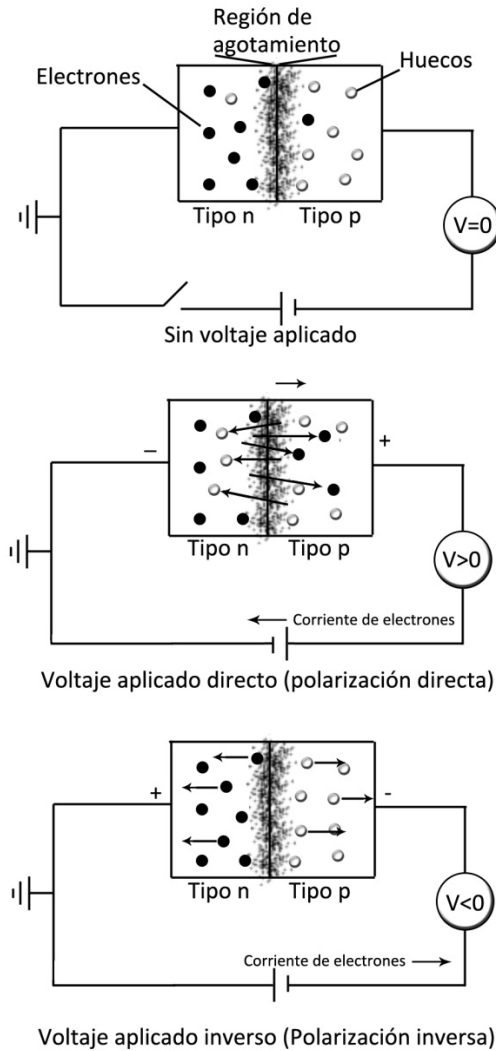 Región de
agotamiento
Electrones
Huecos
Tipo n
Tipo p
V=0
Sin voltaje aplicado
−
+
Tipo n
Tipo p
V>0
Corriente de electrones
Voltaje aplicado directo (polarización directa)
+
-
Tipo n
Tipo p
V<0
Corriente de electrones
Voltaje aplicado inverso (Polarización inversa)